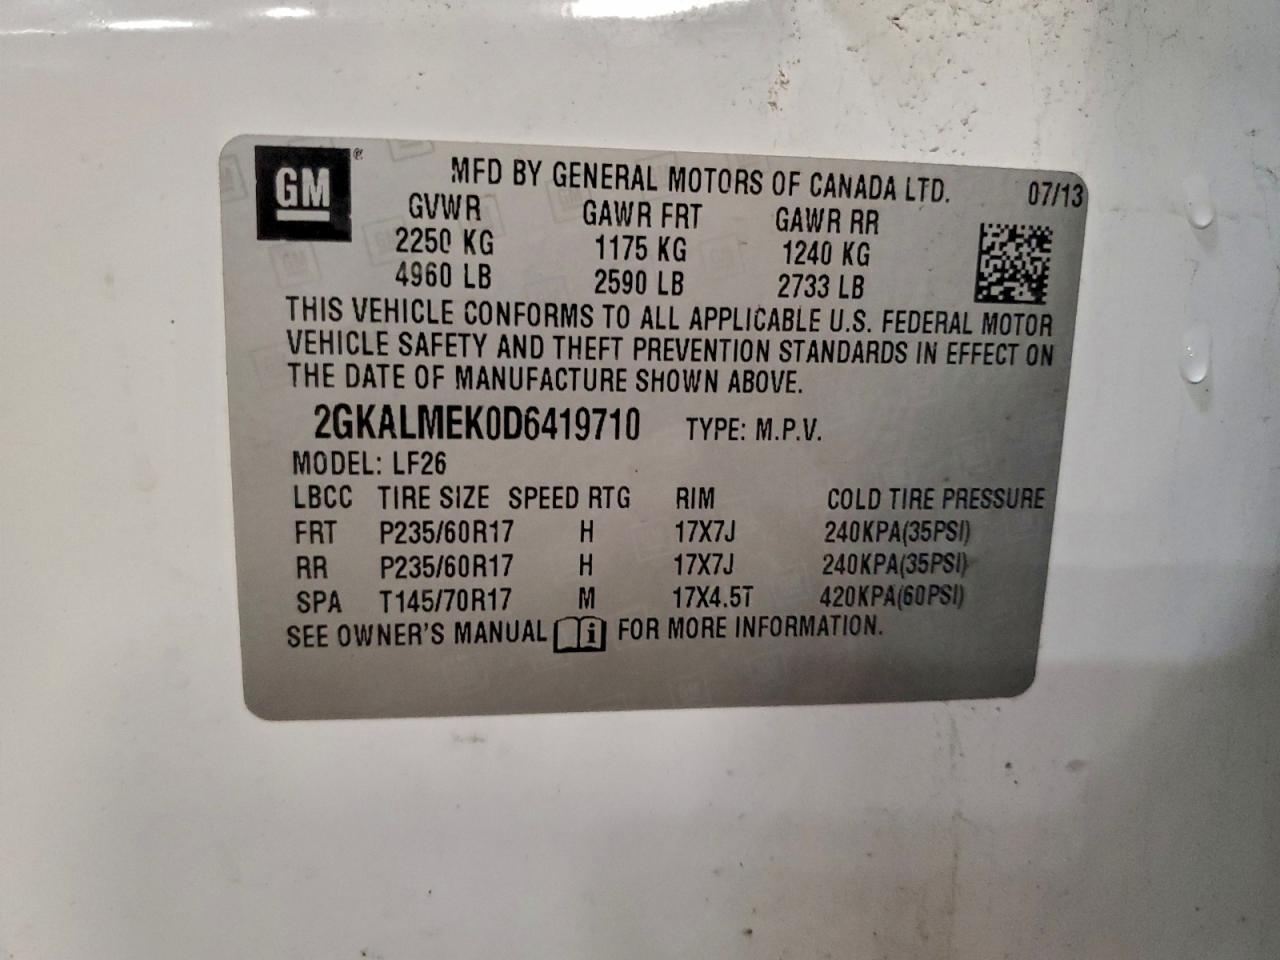 GM
MFD BY GENERAL MOTORS OF CANADA LTD. 07/13
GVWR GAWR FRT GAWR RR
2250 KG 1175 KG 1240 KG
4960 LB 2590 LB 2733 LB
THIS VEHICLE CONFORMS TO ALL APPLICABLE U.S. FEDERAL MOTOR
VEHICLE SAFETY AND THEFT PREVENTION STANDARDS IN EFFECT ON
THE DATE OF MANUFACTURE SHOWN ABOVE.
2GKALMEK0D6419710 TYPE: M.P.V.
MODEL: LF26
LBCC TIRE SIZE SPEED RTG RIM COLD TIRE PRESSURE
FRT P235/60R17 H 17X7J 240KPA(35PSI)
RR P235/60R17 H 17X7J 240KPA(35PSI)
SPA T145/70R17 M 17X4.5T 420KPA(60PSI)
SEE OWNER'S MANUAL i FOR MORE INFORMATION.